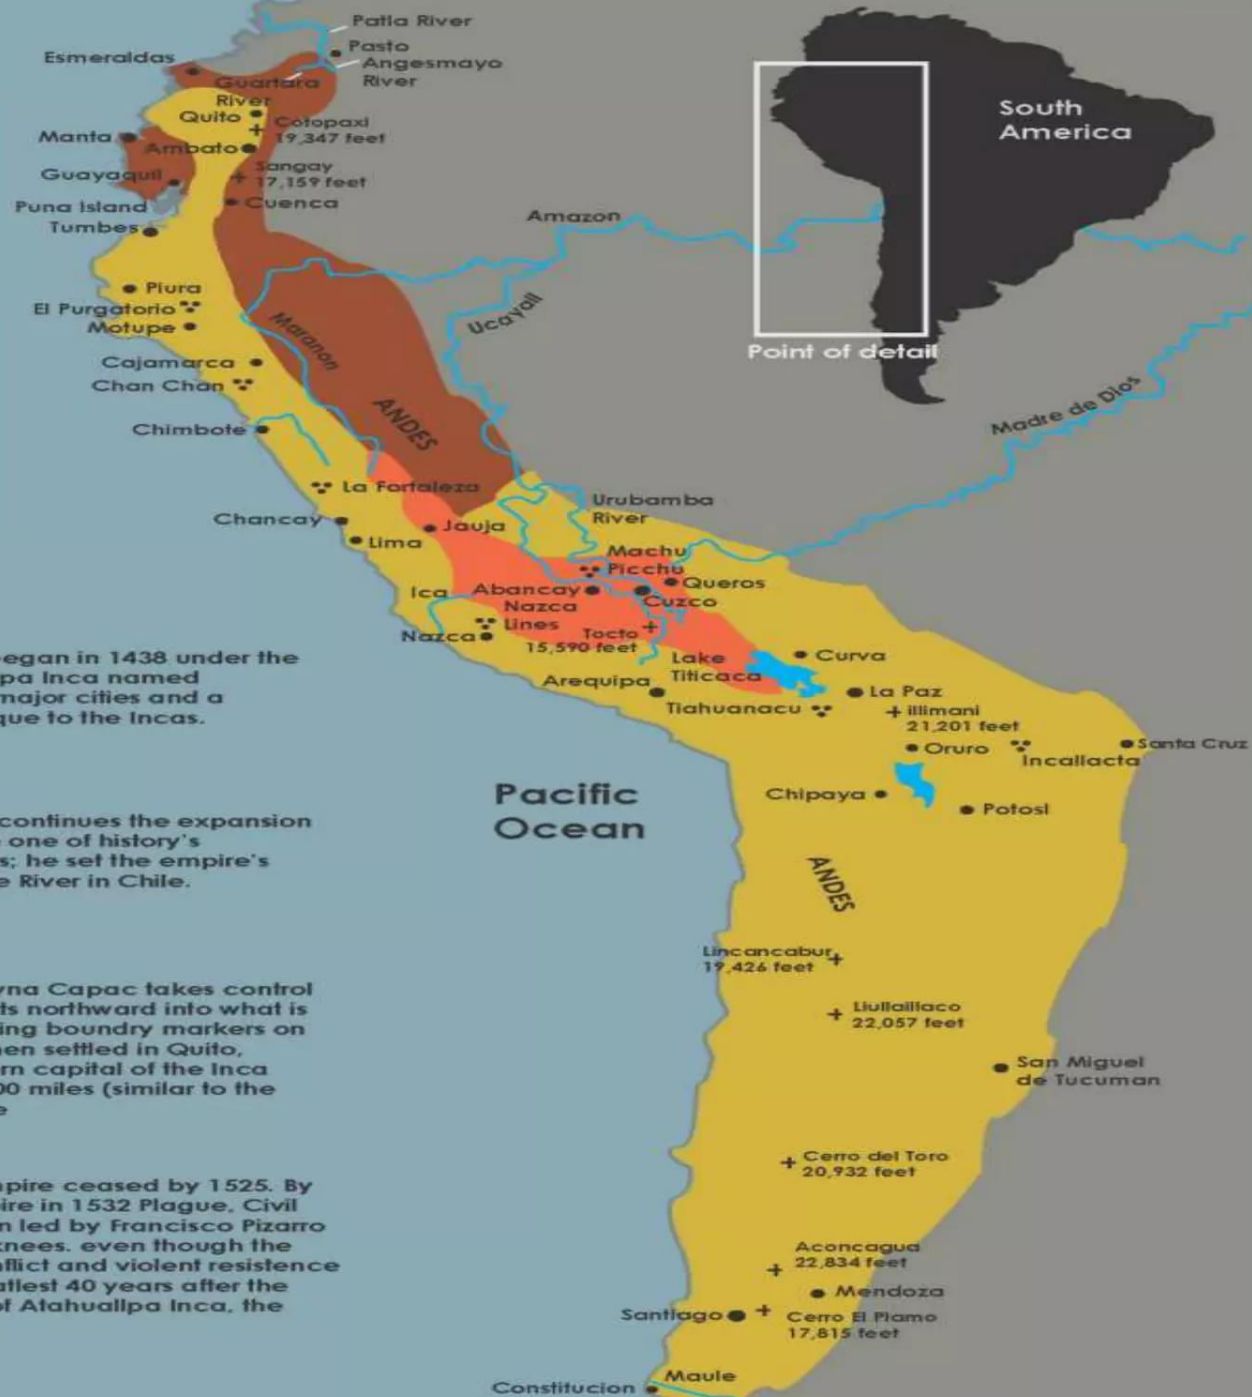 Patia River
Pasto
Angesmayo
River
Esmeraldas
Guartara
River
Quito
Cotopaxi
19,347 feet
Manta
Ambato
Sangay
17,159 feet
Guayaquil
Cuenca
Puna Island
Tumbes
South
America
Amazon
Piura
El Purgatorio
Motupe
Ucayali
Maranon
Point of detail
Cajamarca
Chan Chan
ANDES
Madre de Dios
Chimbote
La Fortaleza
Urubamba
River
Chancay
Jauja
Lima
Machu
Picchu
Queros
Ica
Abancay
Cuzco
Nazca
Lines
Nazca
Tocto
15,590 feet
Lake
Titicaca
Curva
Arequipa
La Paz
Tiahuanacu
illimani
21,201 feet
Oruro
Santa Cruz
Incallacta
Pacific
Ocean
Chipaya
Potosi
ANDES
Lincancabur
19,426 feet
Liullaillaco
22,057 feet
San Miguel
de Tucuman
Cerro del Toro
20,932 feet
Aconcagua
22,834 feet
Mendoza
Santiago
Cerro El Plamo
17,815 feet
Maule
Constitucion
egan in 1438 under the
pa Inca named
major cities and a
que to the Incas.
continues the expansion
one of history's
s; he set the empire's
e River in Chile.
yna Capac takes control
ts northward into what is
ing boundry markers on
en settled in Quito,
rn capital of the Inca
00 miles (similar to the
e
pire ceased by 1525. By
ire in 1532 Plague, Civil
n led by Francisco Pizarro
knees. even though the
flict and violent resistence
atlest 40 years after the
of Atahuallpa Inca, the